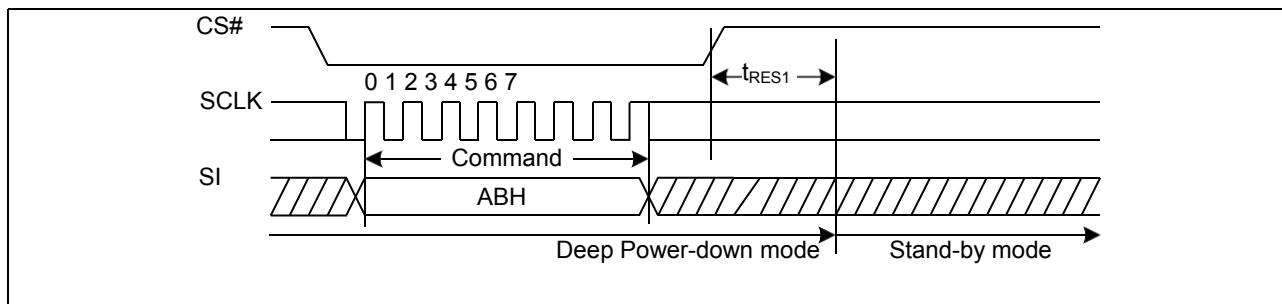 CS#
tRES1
0 1 2 3 4 5 6 7
SCLK
Command
SI
ABH
Deep Power-down mode
Stand-by mode